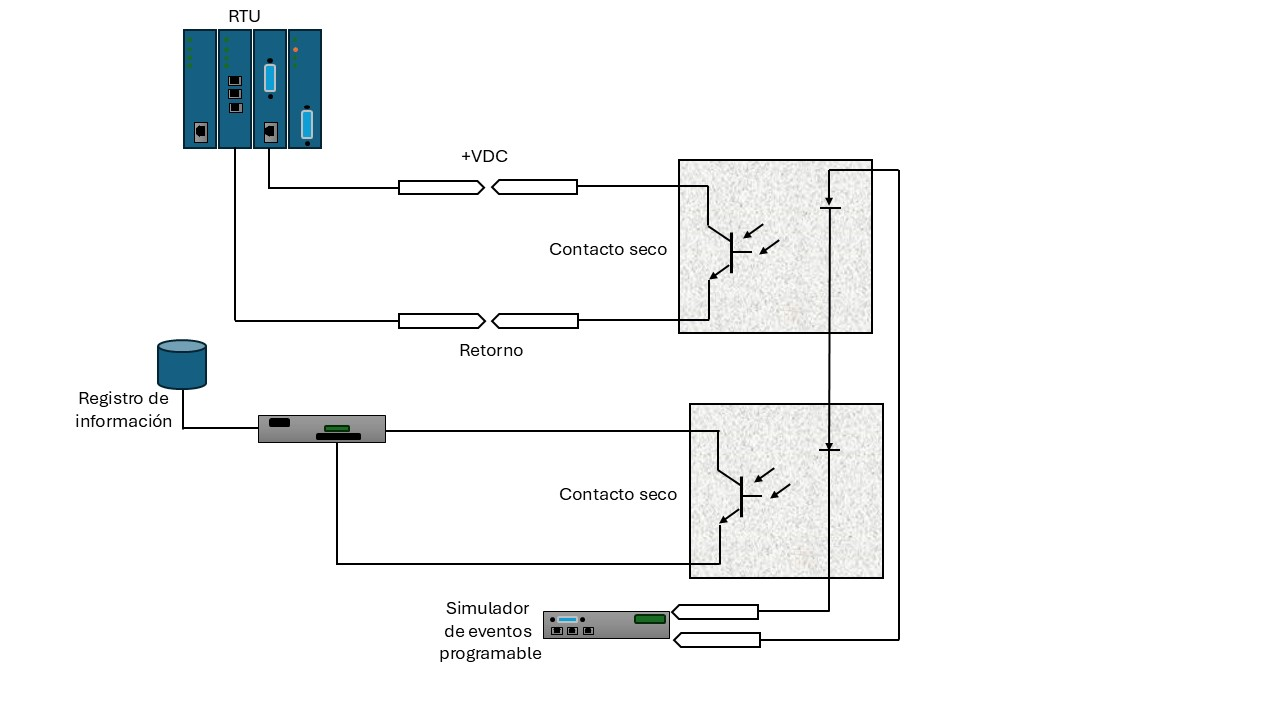 RTU
+VDC
Contacto seco
Retorno
Registro de
información
Contacto seco
Simulador
de eventos
programable